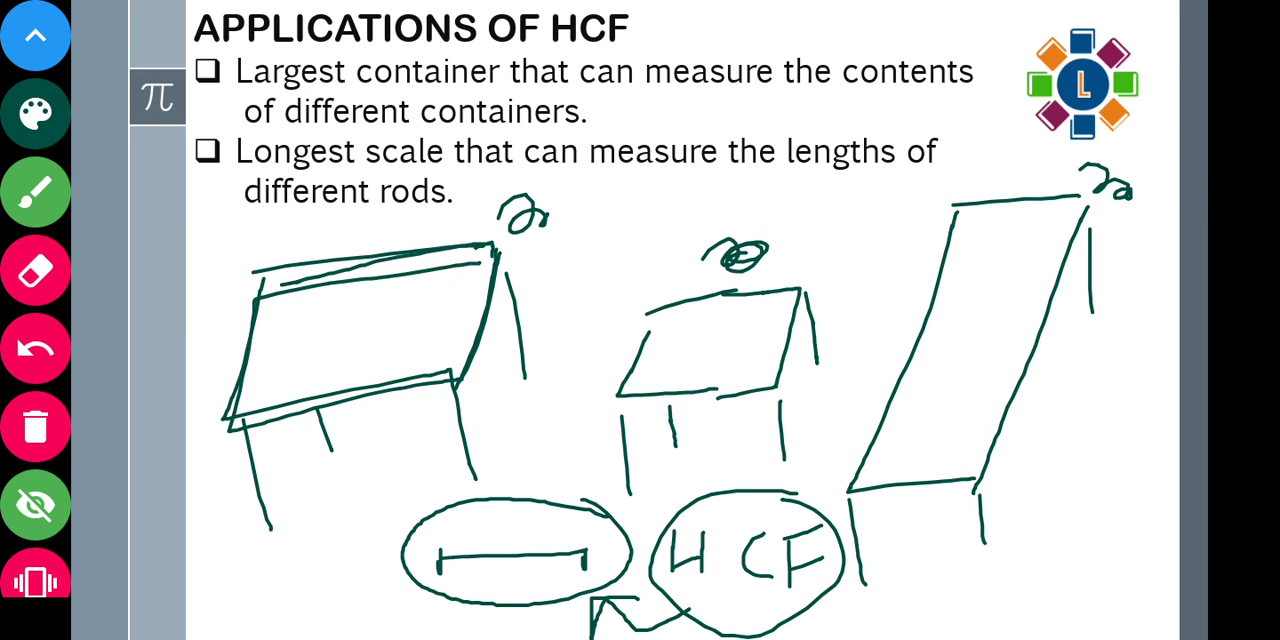 APPLICATIONS OF HCF
❑ Largest container that can measure the contents
of different containers.
❑ Longest scale that can measure the lengths of
different rods.
π
L
HCF